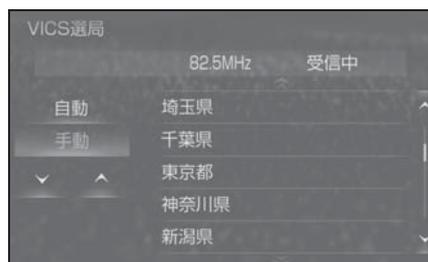 VICS選局
82.5MHz 受信中
自動
手動
埼玉県
千葉県
東京都
神奈川県
新潟県